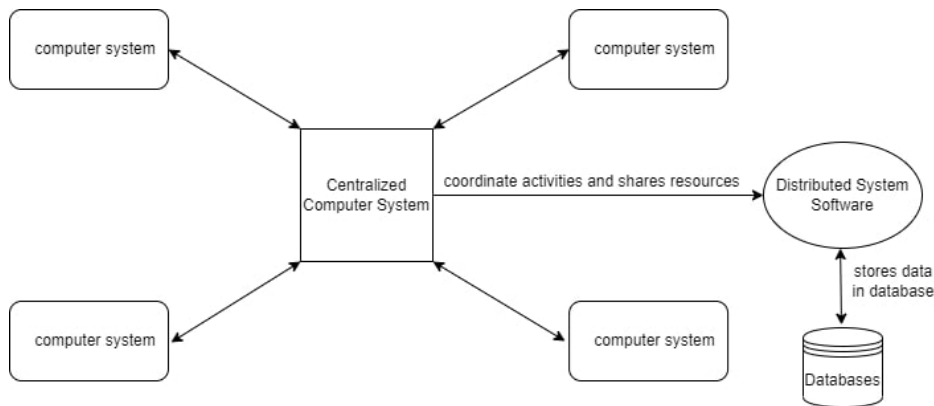 computer system
computer system
Centralized
Computer System
coordinate activities and shares resources
Distributed System
Software
stores data
in database
computer system
computer system
Databases